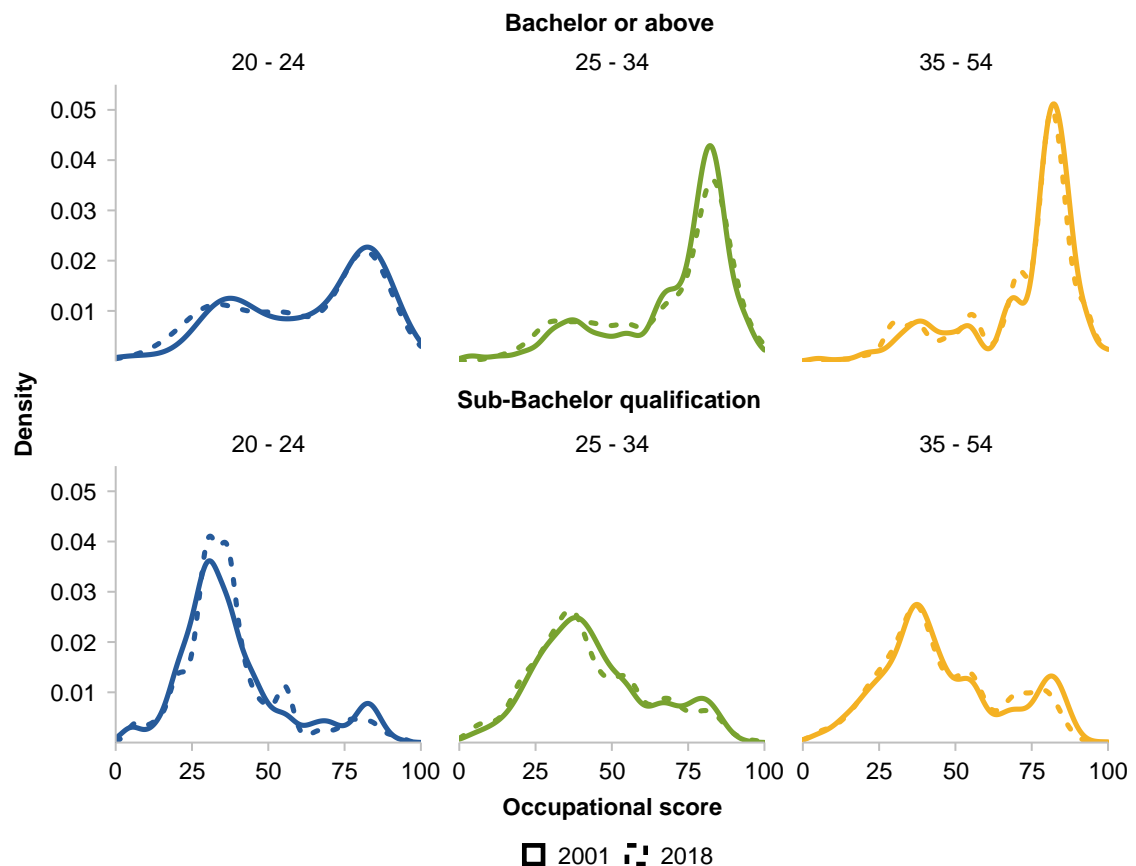 Bachelor or above
20 - 24 25 - 34 35 - 54
0.05
0.04
0.03
0.02
0.01
Density
Sub-Bachelor qualification
20 - 24 25 - 34 35 - 54
0.05
0.04
0.03
0.02
0.01
0 25 50 75 100 0 25 50 75 100 0 25 50 75 100
Occupational score
2001 2018